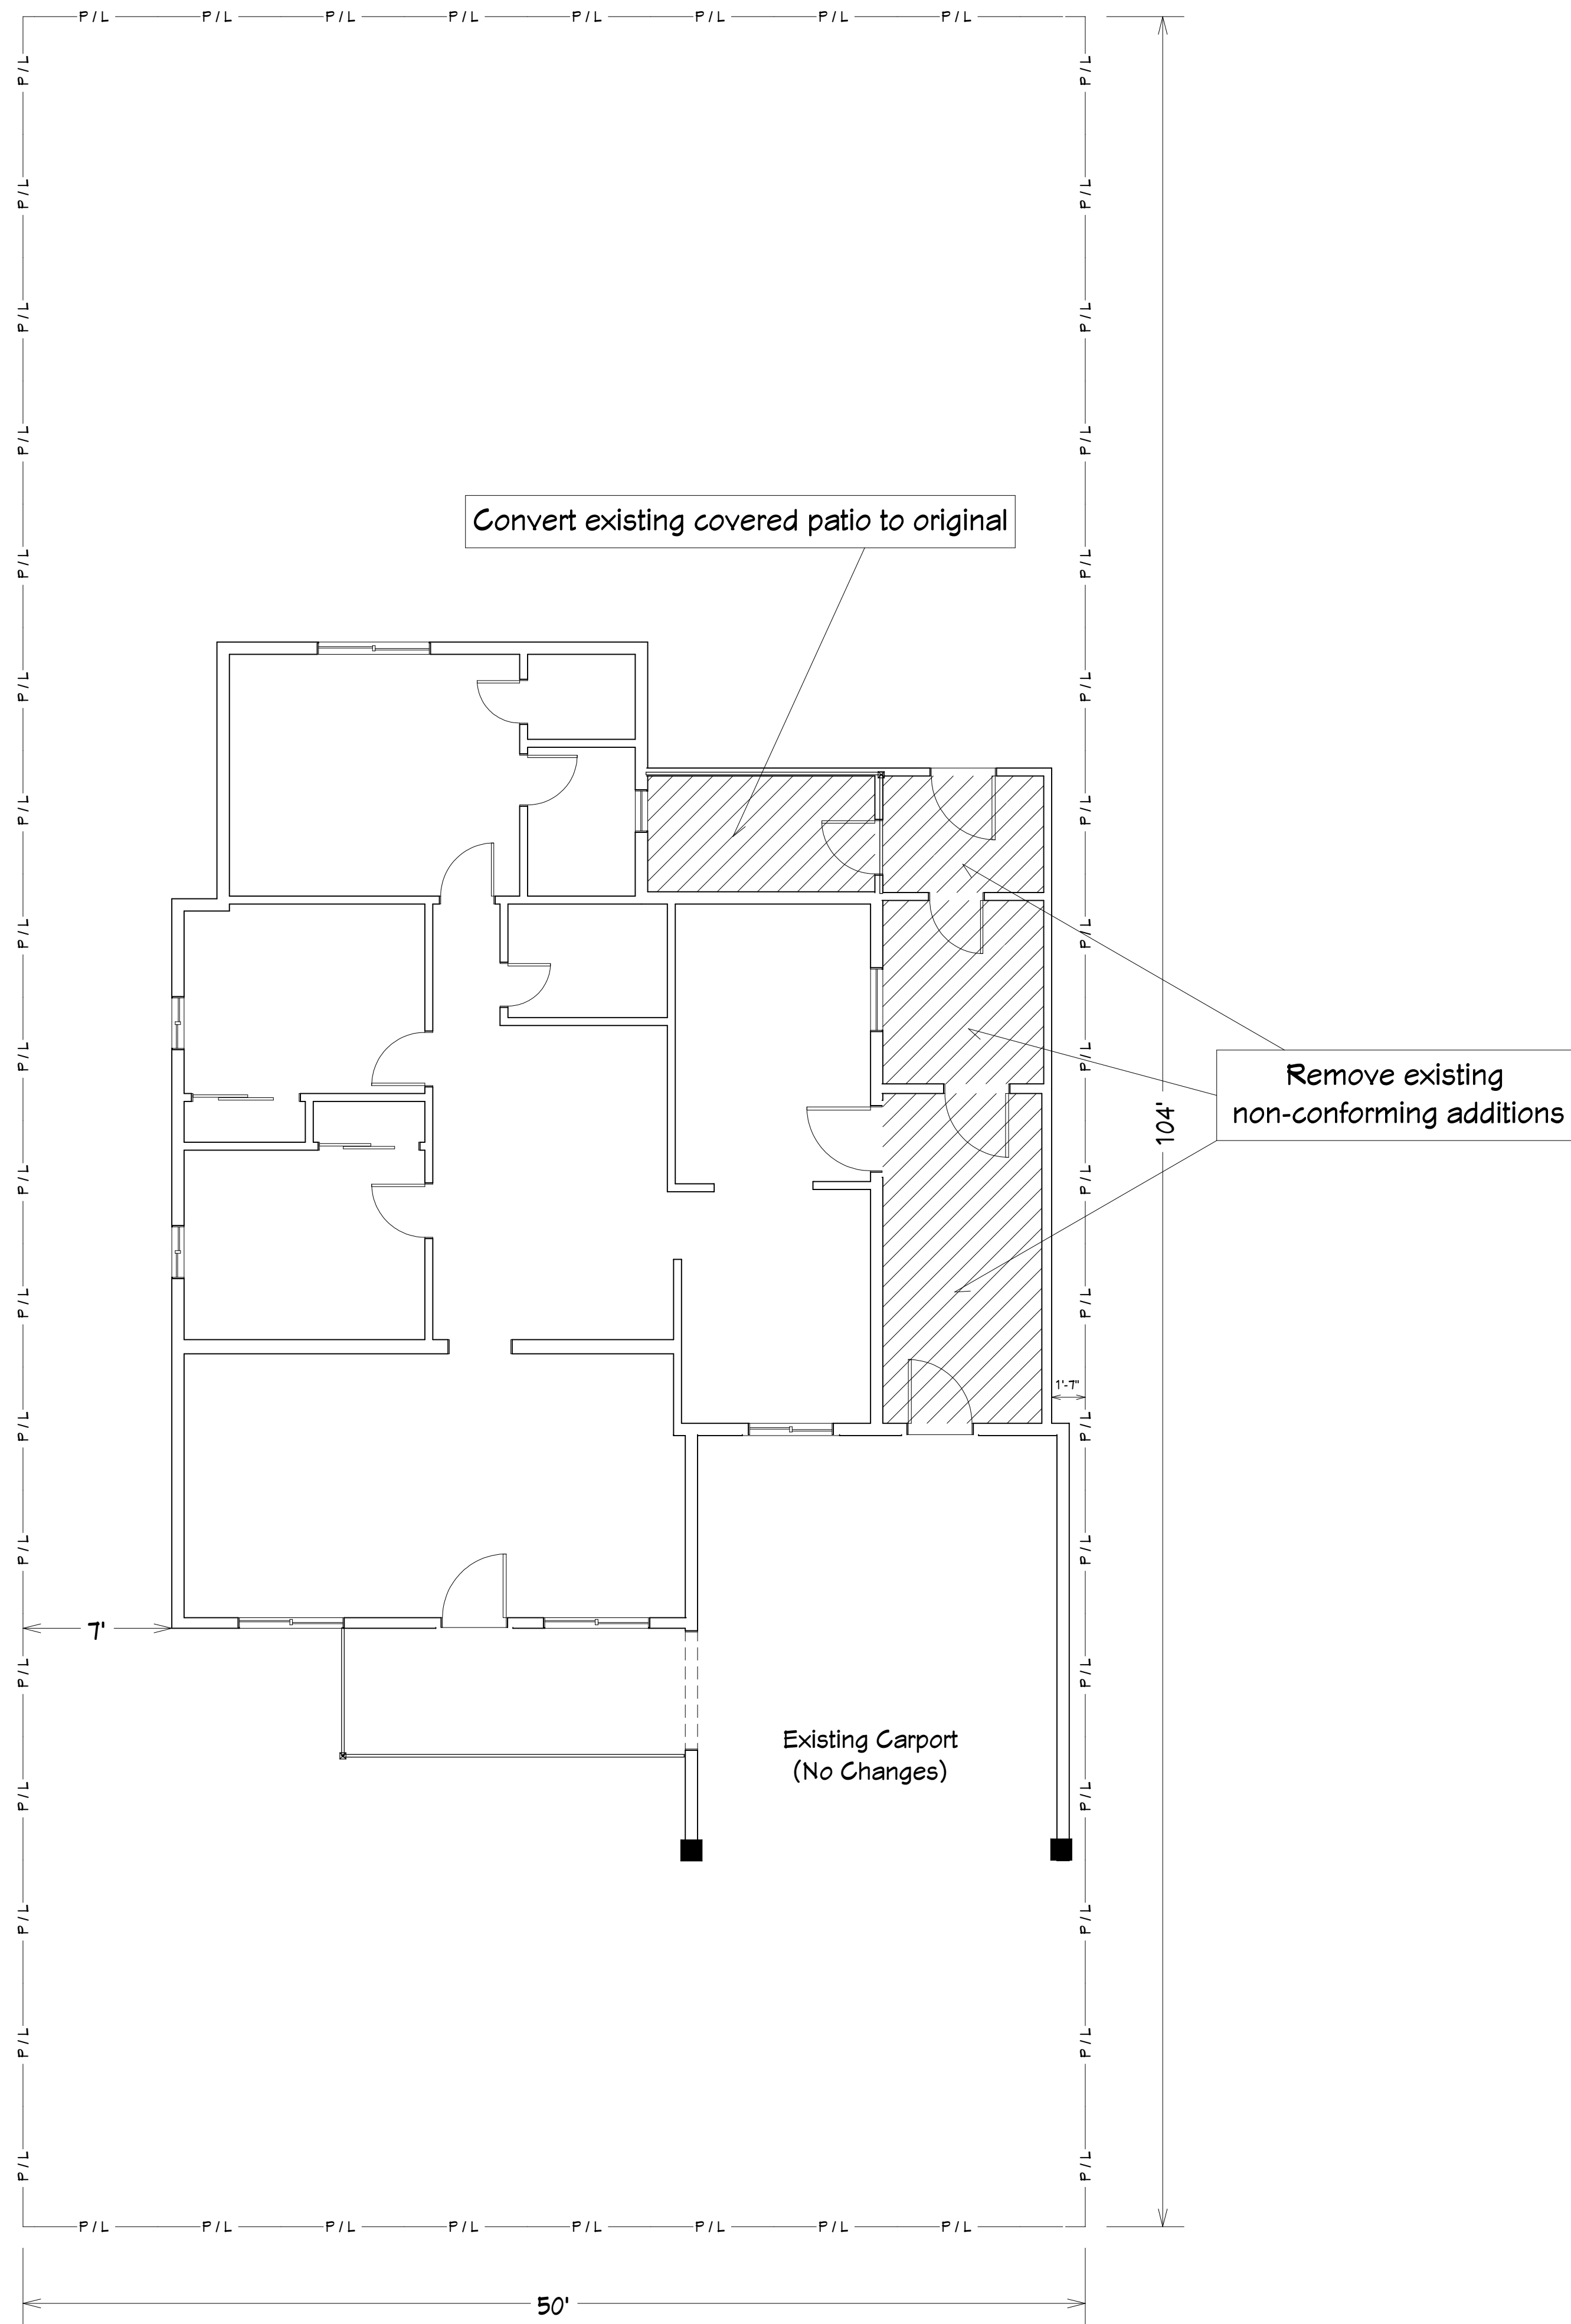 P/L P/L P/L P/L P/L P/L P/L P/L
P/L P/L
P/L P/L
P/L P/L
P/L P/L
Convert existing covered patio to original
P/L P/L
P/L P/L
P/L P/L
P/L P/L
P/L P/L
Remove existing
non-conforming additions
104'
P/L P/L
P/L P/L
1'-7"
P/L P/L
P/L P/L
7'
P/L P/L
Existing Carport
(No Changes)
P/L P/L
P/L P/L
P/L P/L
P/L P/L
P/L P/L P/L P/L P/L P/L P/L P/L
50'